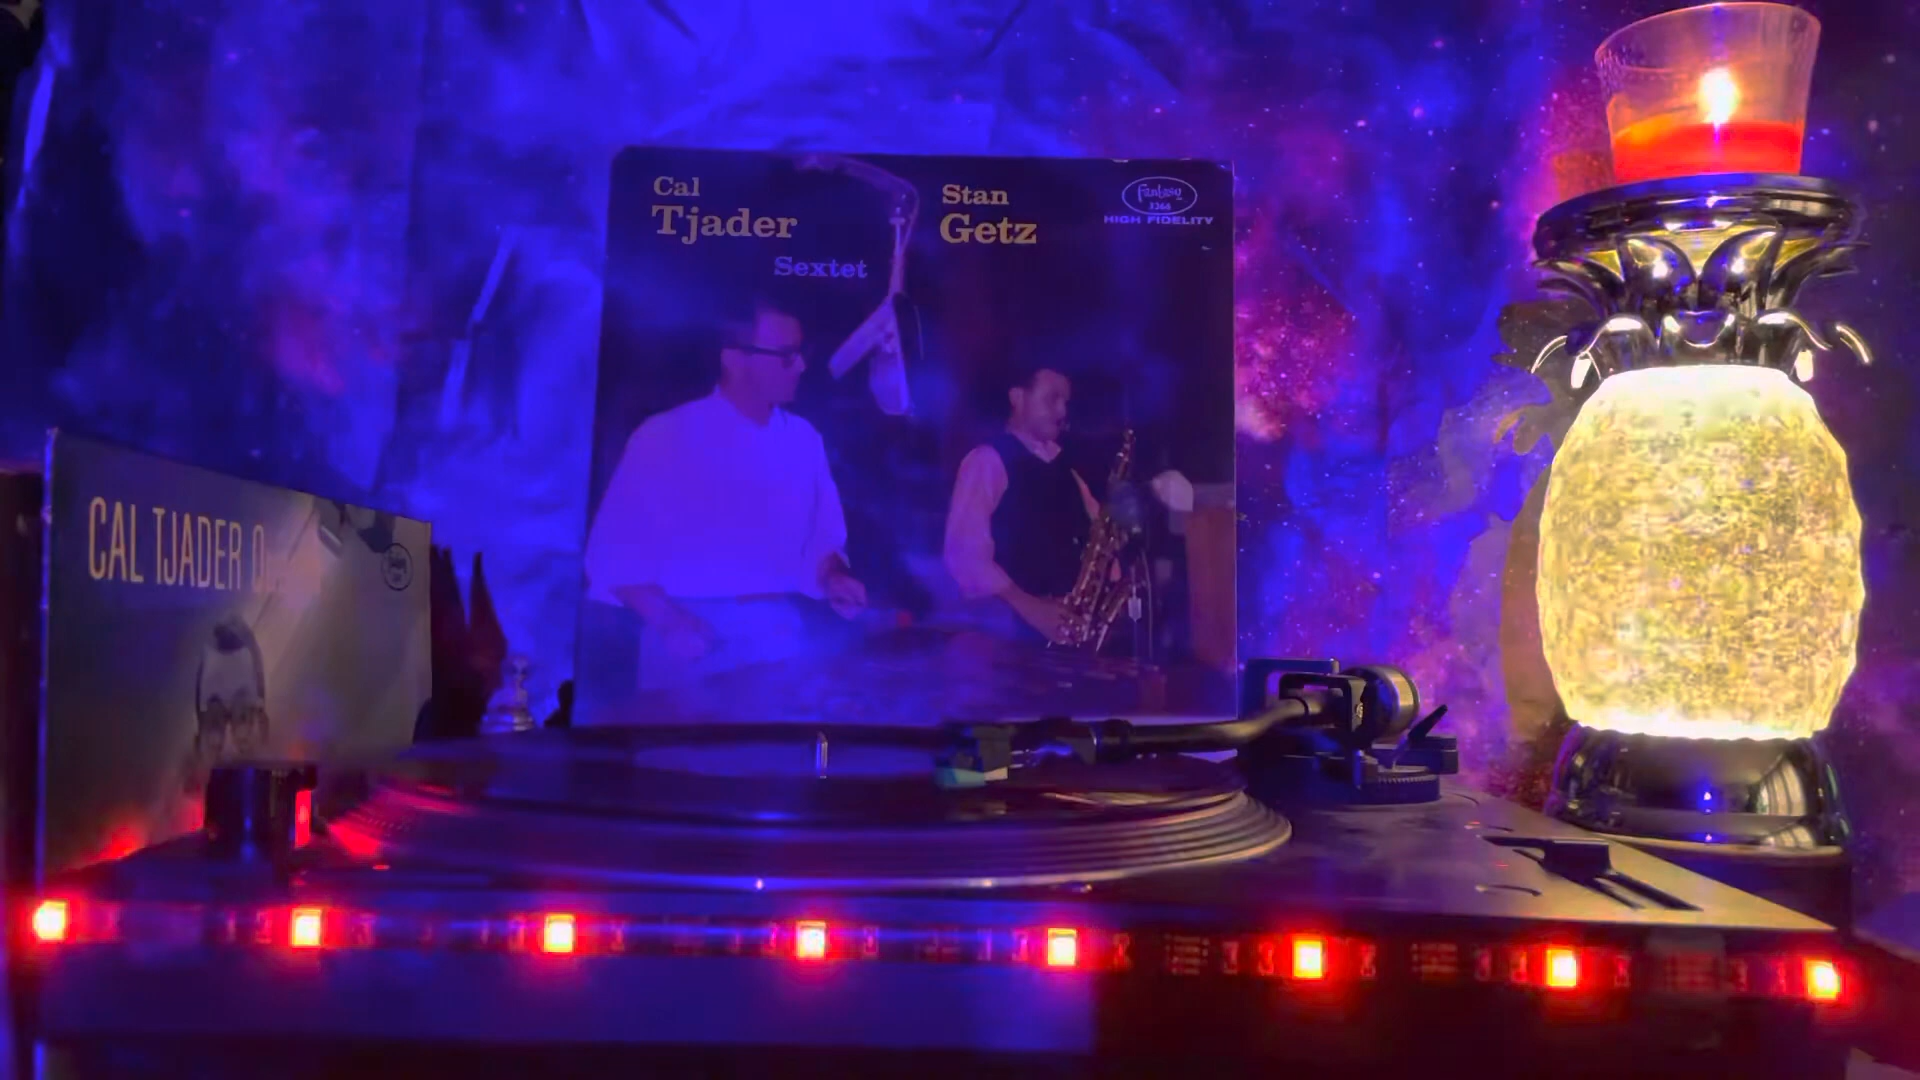 Cal
Tjader
Sextet
Stan
Getz
Fantasy
3266
HIGH FIDELITY
CAL TJADER